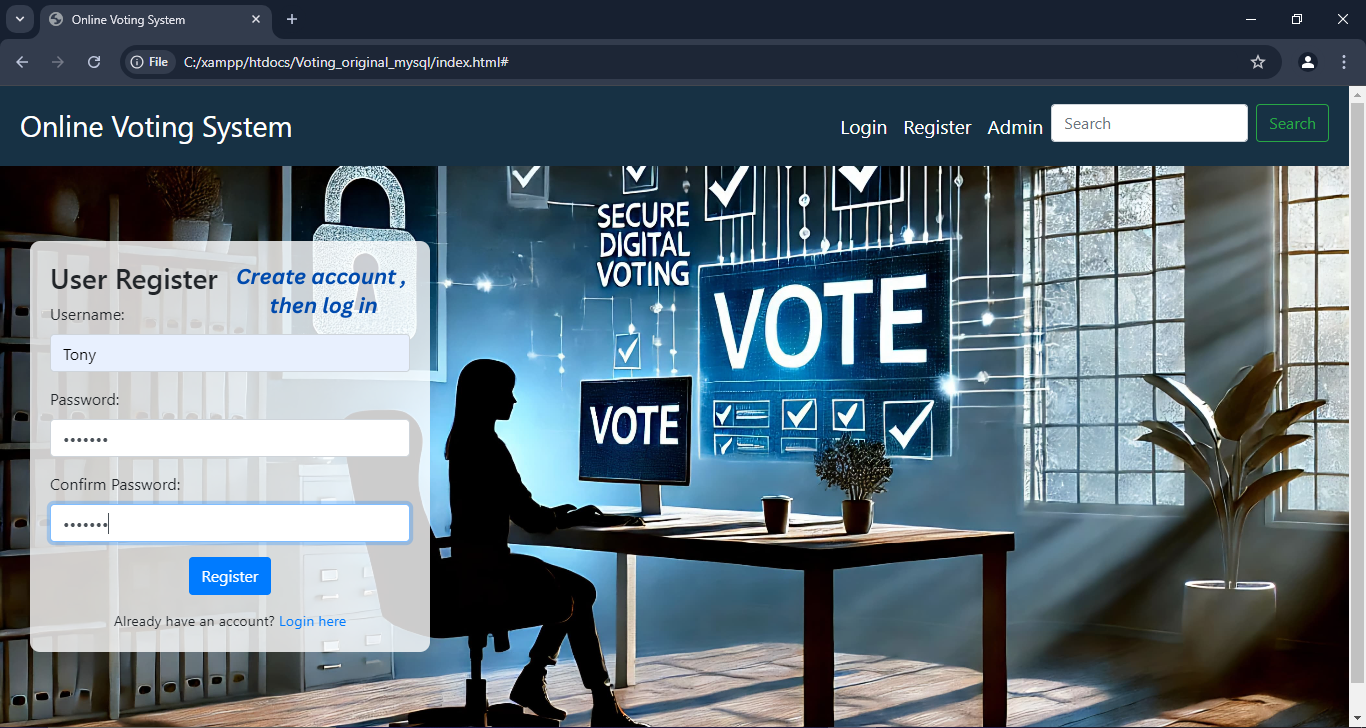 Online Voting System
File C:/xampp/htdocs/Voting_original_mysql/index.html#
Online Voting System
Login Register Admin Search Search
SECURE
DIGITAL
VOTING
VOTE
VOTE
User Register
Create account ,
then log in
Username:
Tony
Password:
•••••••
Confirm Password:
•••••••
Register
Already have an account? Login here